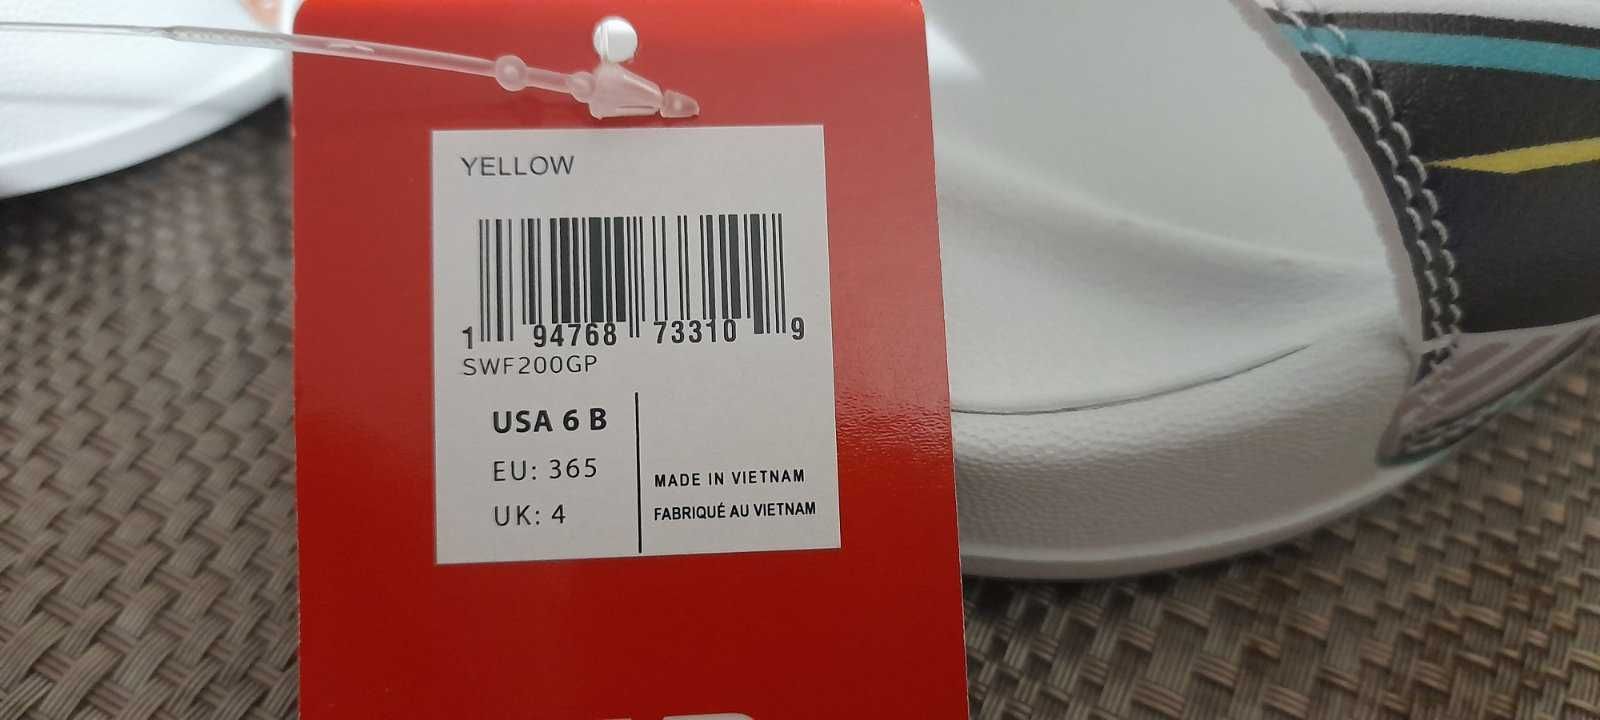 YELLOW
1 94768 73310 9
SWF200GP
USA 6 B
EU: 365
UK: 4
MADE IN VIETNAM
FABRIQUÉ AU VIETNAM